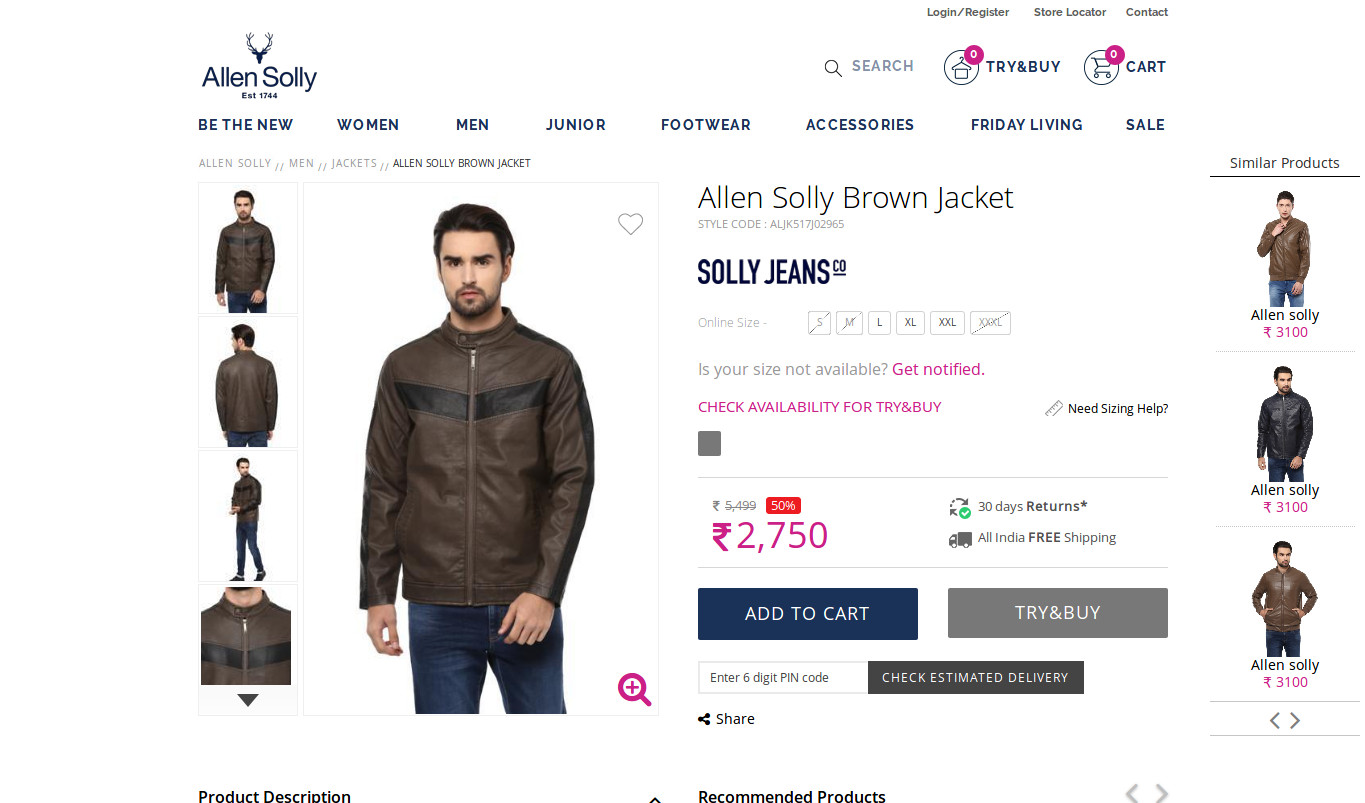 Login/Register Store Locator Contact
Allen Solly
Est 1744
SEARCH 0 TRY&BUY 0 CART
BE THE NEW WOMEN MEN JUNIOR FOOTWEAR ACCESSORIES FRIDAY LIVING SALE
ALLEN SOLLY // MEN // JACKETS // ALLEN SOLLY BROWN JACKET
Allen Solly Brown Jacket
STYLE CODE : ALJK517J02965
SOLLY JEANS CO
Online Size - S M L XL XXL XXXL
Is your size not available? Get notified.
CHECK AVAILABILITY FOR TRY&BUY Need Sizing Help?
₹ 5,499 50%
₹2,750
30 days Returns*
All India FREE Shipping
ADD TO CART TRY&BUY
Enter 6 digit PIN code CHECK ESTIMATED DELIVERY
Share
Similar Products
Allen solly
₹ 3100
Allen solly
₹ 3100
Allen solly
₹ 3100
Product Description Recommended Products